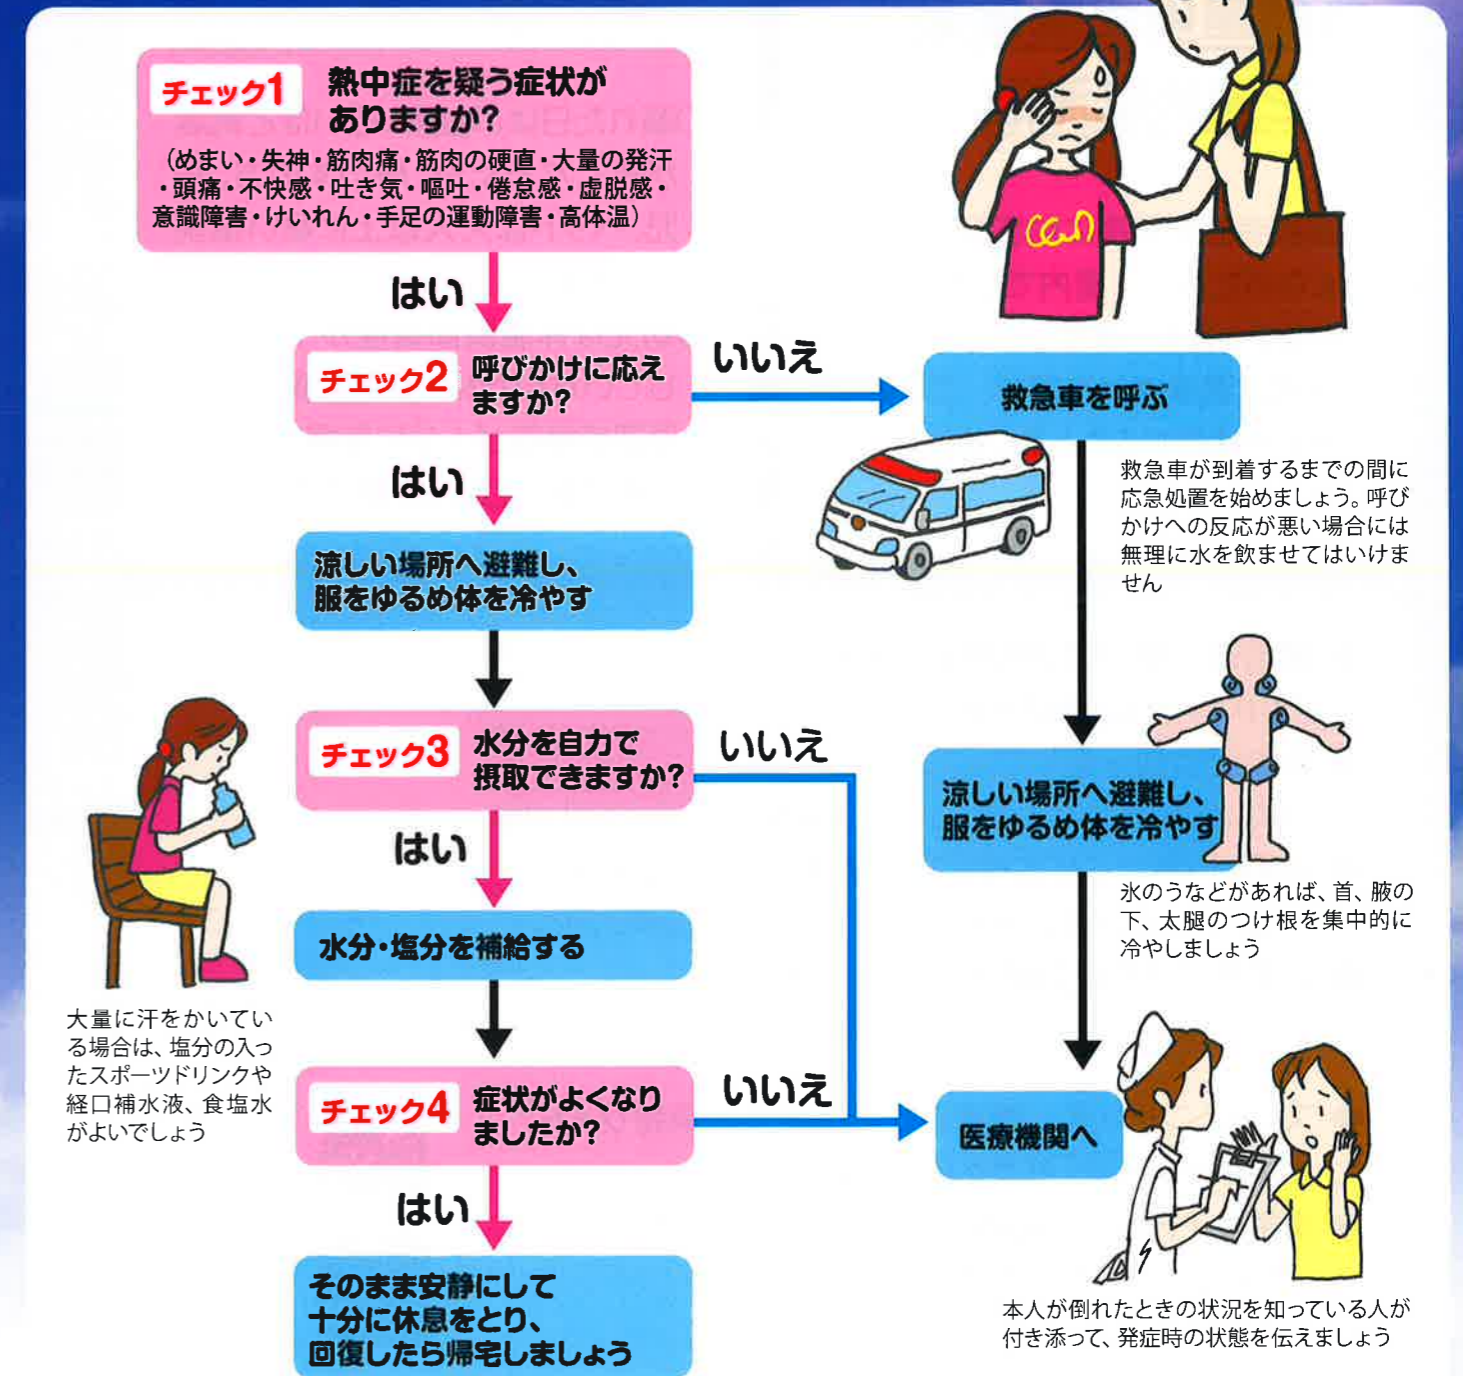 チェック1
熱中症を疑う症状が
ありますか?
（めまい・失神・筋肉痛・筋肉の硬直・大量の発汗
・頭痛・不快感・吐き気・嘔吐・倦怠感・虚脱感・
意識障害・けいれん・手足の運動障害・高体温）
はい
チェック2
呼びかけに応え
ますか?
いいえ
救急車を呼ぶ
救急車が到着するまでの間に
応急処置を始めましょう。呼び
かけへの反応が悪い場合には
無理に水を飲ませてはいけま
せん
はい
涼しい場所へ避難し、
服をゆるめ体を冷やす
チェック3
水分を自力で
摂取できますか?
いいえ
涼しい場所へ避難し、
服をゆるめ体を冷やす
氷のうなどがあれば、首、腋の
下、太腿のつけ根を集中的に
冷やしましょう
はい
水分・塩分を補給する
大量に汗をかいてい
る場合は、塩分の入っ
たスポーツドリンクや
経口補水液、食塩水
がよいでしょう
チェック4
症状がよくなり
ましたか?
いいえ
医療機関へ
本人が倒れたときの状況を知っている人が
付き添って、発症時の状態を伝えましょう
はい
そのまま安静にして
十分に休息をとり、
回復したら帰宅しましょう